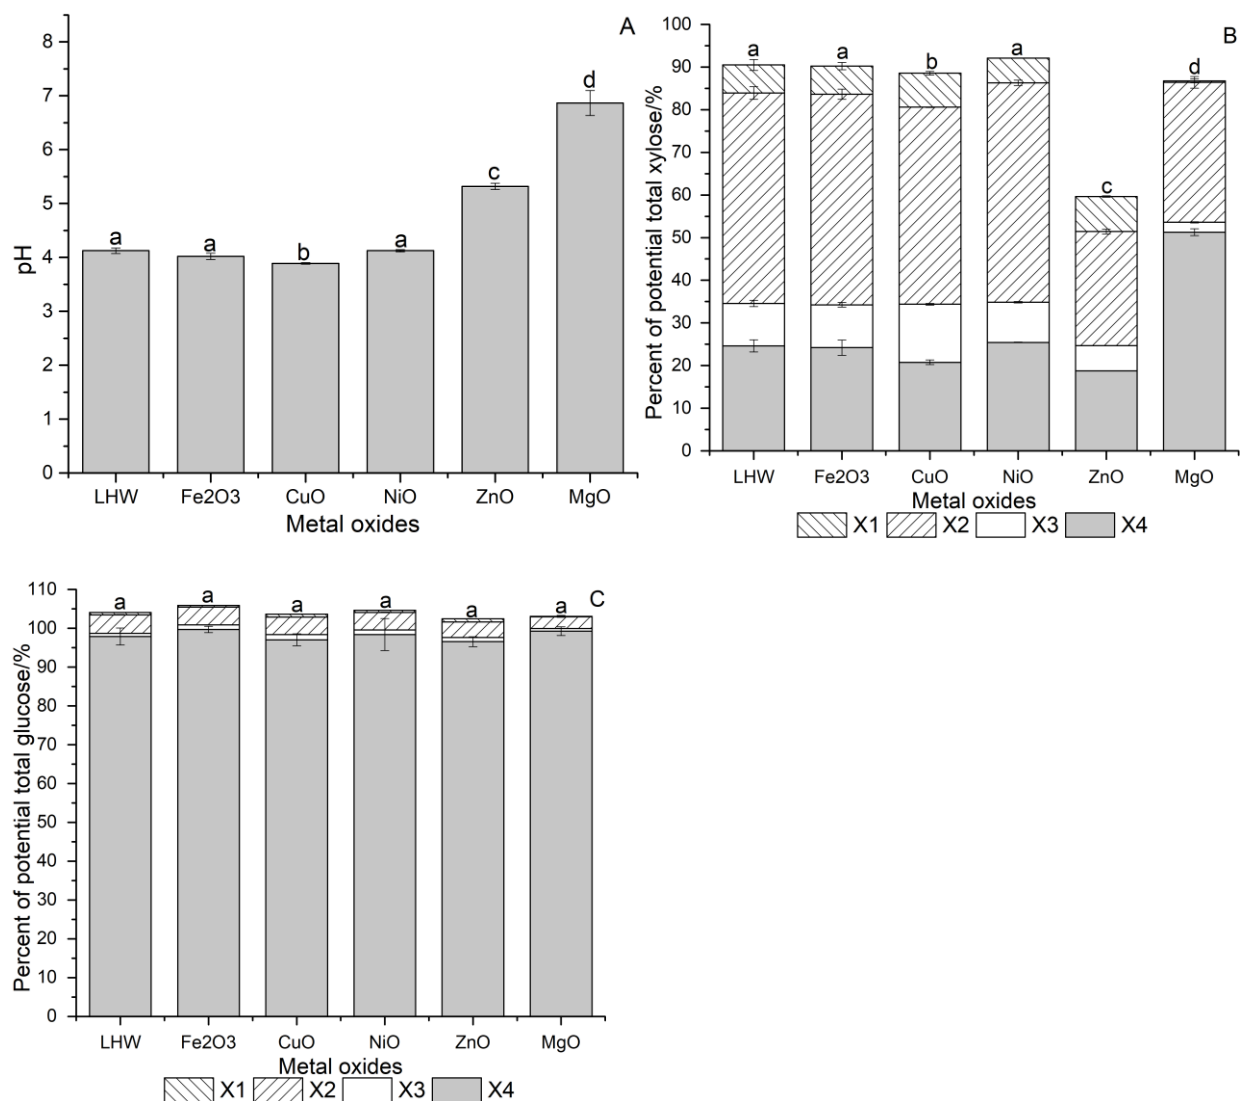 A
pH
8
7
6
5
4
3
2
1
0
a
a
b
a
c
d
LHW Fe2O3 CuO NiO ZnO MgO
Metal oxides
B
Percent of potential total xylose/%
100
90
80
70
60
50
40
30
20
10
0
a
a
b
a
c
d
LHW Fe2O3 CuO NiO ZnO MgO
Metal oxides
X1 X2 X3 X4
C
Percent of potential total glucose/%
110
100
90
80
70
60
50
40
30
20
10
0
a
a
a
a
a
a
LHW Fe2O3 CuO NiO ZnO MgO
Metal oxides
X1 X2 X3 X4